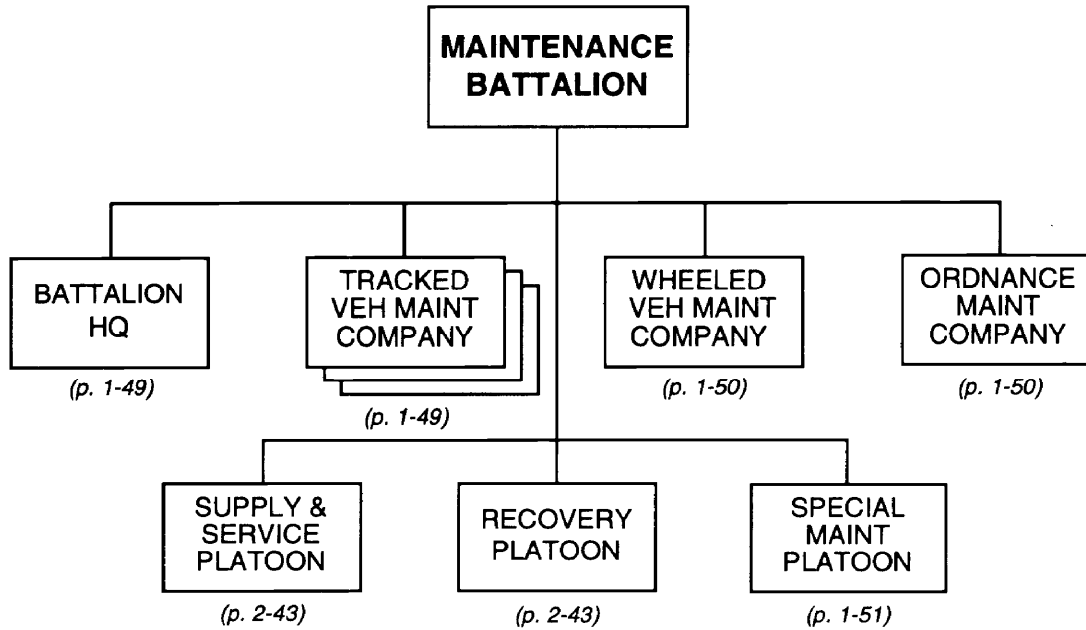 MAINTENANCE
BATTALION
BATTALION
HQ
(p. 1-49)
TRACKED
VEH MAINT
COMPANY
(p. 1-49)
WHEELED
VEH MAINT
COMPANY
(p. 1-50)
ORDNANCE
MAINT
COMPANY
(p. 1-50)
SUPPLY &
SERVICE
PLATOON
(p. 2-43)
RECOVERY
PLATOON
(p. 2-43)
SPECIAL
MAINT
PLATOON
(p. 1-51)